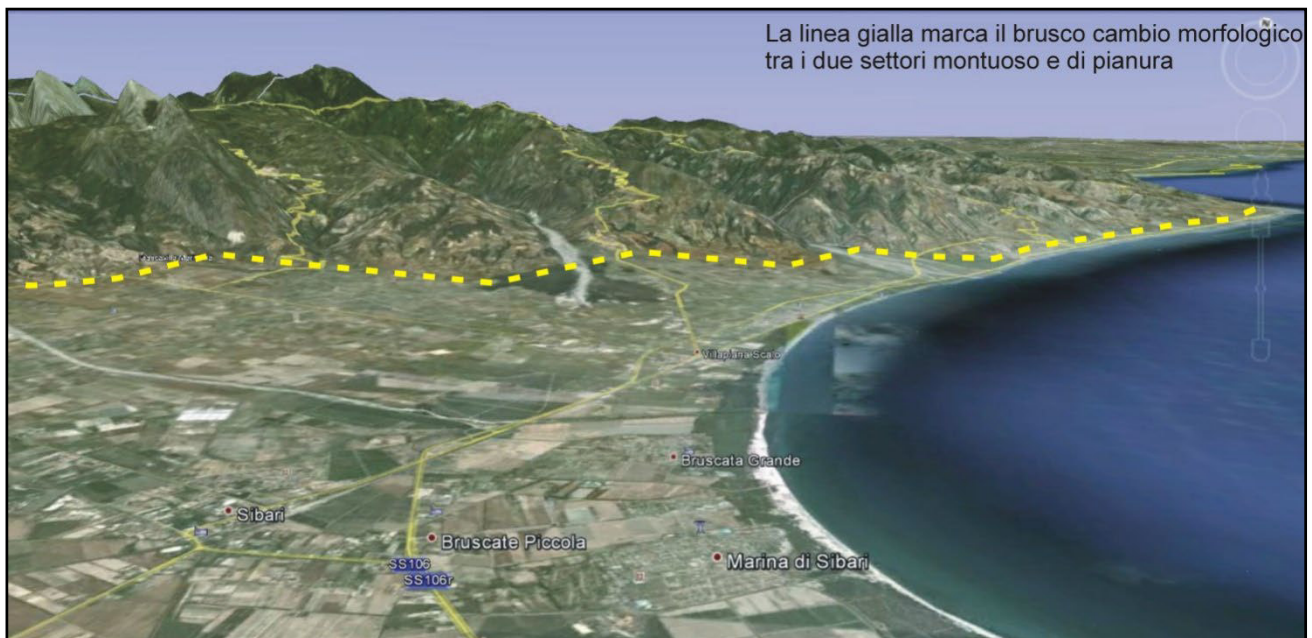 La linea gialla marca il brusco cambio morfologico
tra i due settori montuoso e di pianura
Villapiana Scalo
Bruscata Grande
Sibari
Bruscate Piccola
Marina di Sibari
SS106
SS106r